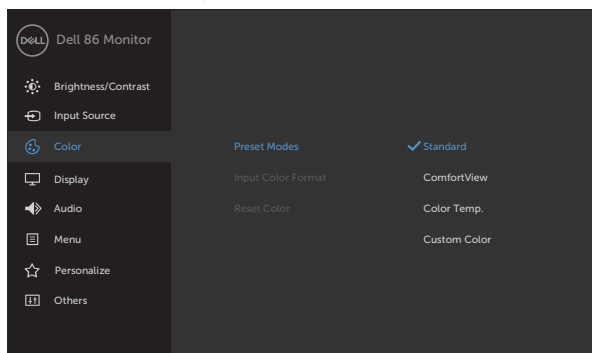 DELL Dell 86 Monitor
Brightness/Contrast
Input Source
Color
Preset Modes
Standard
Display
Input Color Format
ComfortView
Audio
Reset Color
Color Temp.
Menu
Custom Color
Personalize
Others